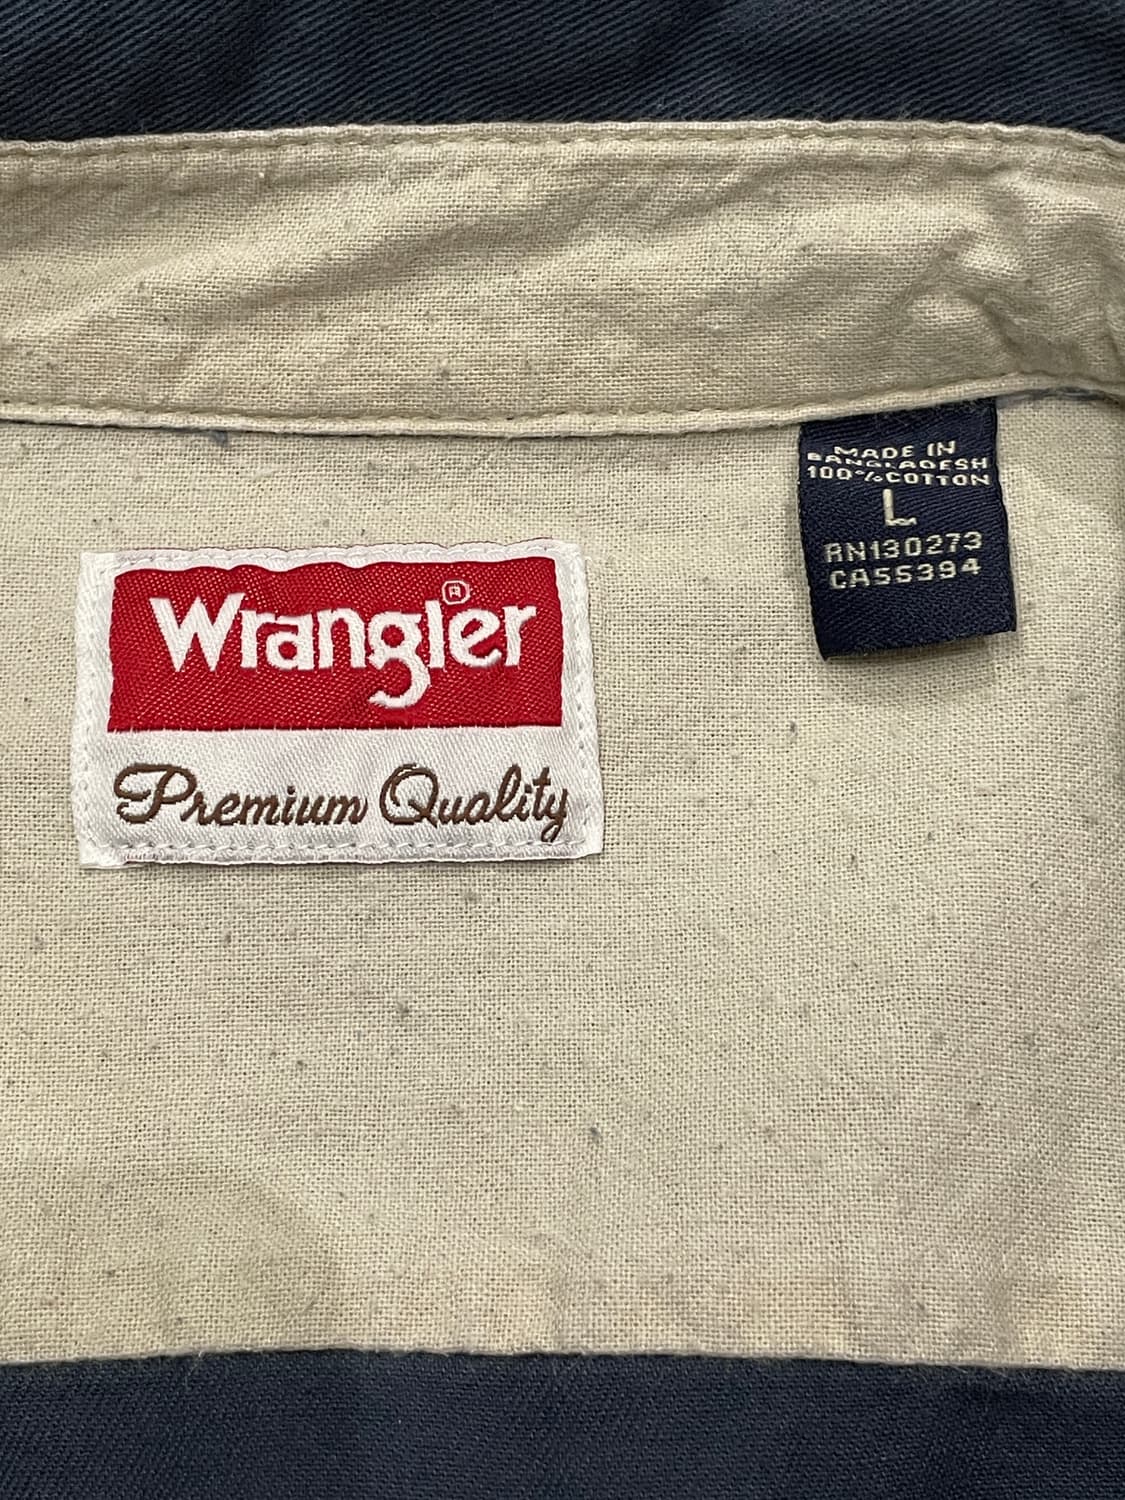 Wrangler®
Premium Quality
MADE IN
BANGLADESH
100%COTTON
L
RN130273
CA55394